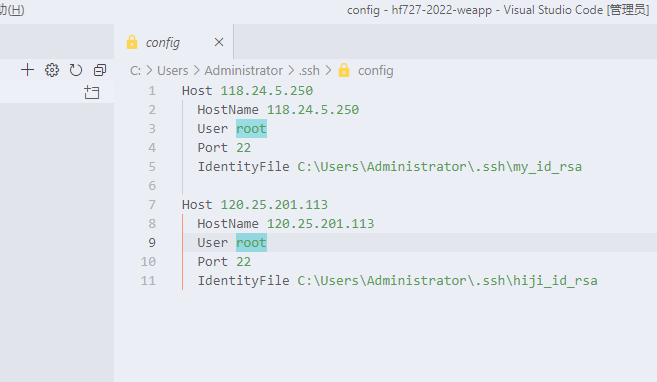 助(H)
config - hf727-2022-weapp - Visual Studio Code [管理员]
config
C: > Users > Administrator > .ssh > config
1 Host 118.24.5.250
2 HostName 118.24.5.250
3 User root
4 Port 22
5 IdentityFile C:\Users\Administrator\.ssh\my_id_rsa
6
7 Host 120.25.201.113
8 HostName 120.25.201.113
9 User root
10 Port 22
11 IdentityFile C:\Users\Administrator\.ssh\hiji_id_rsa